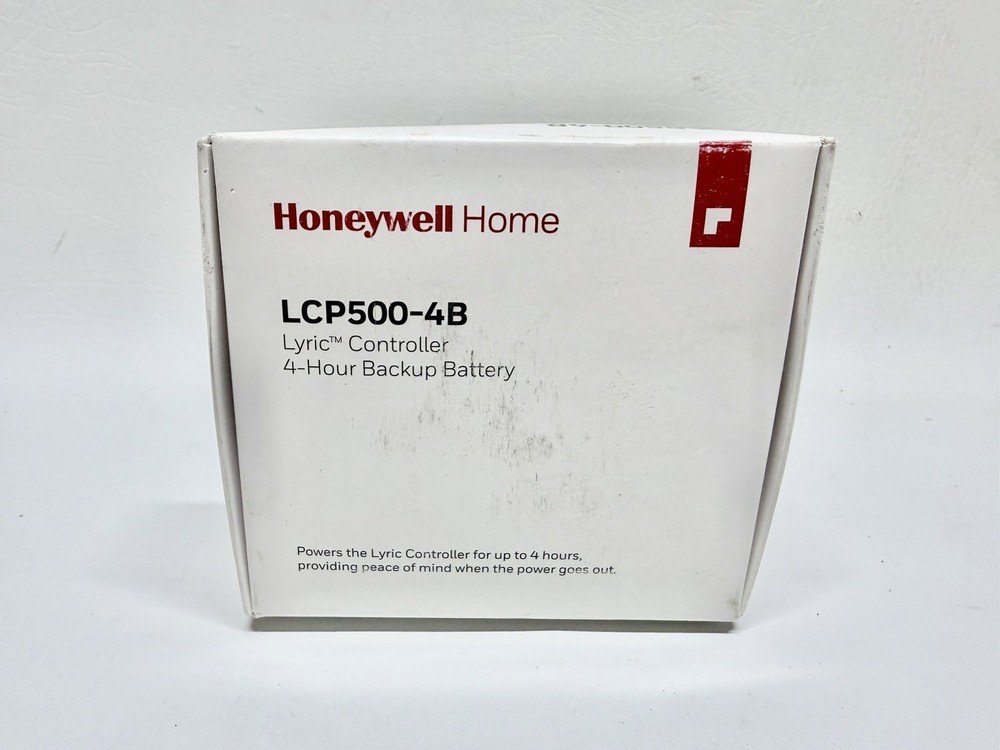 Honeywell Home
LCP500-4B
Lyric™ Controller
4-Hour Backup Battery
Powers the Lyric Controller for up to 4 hours,
providing peace of mind when the power goes out.